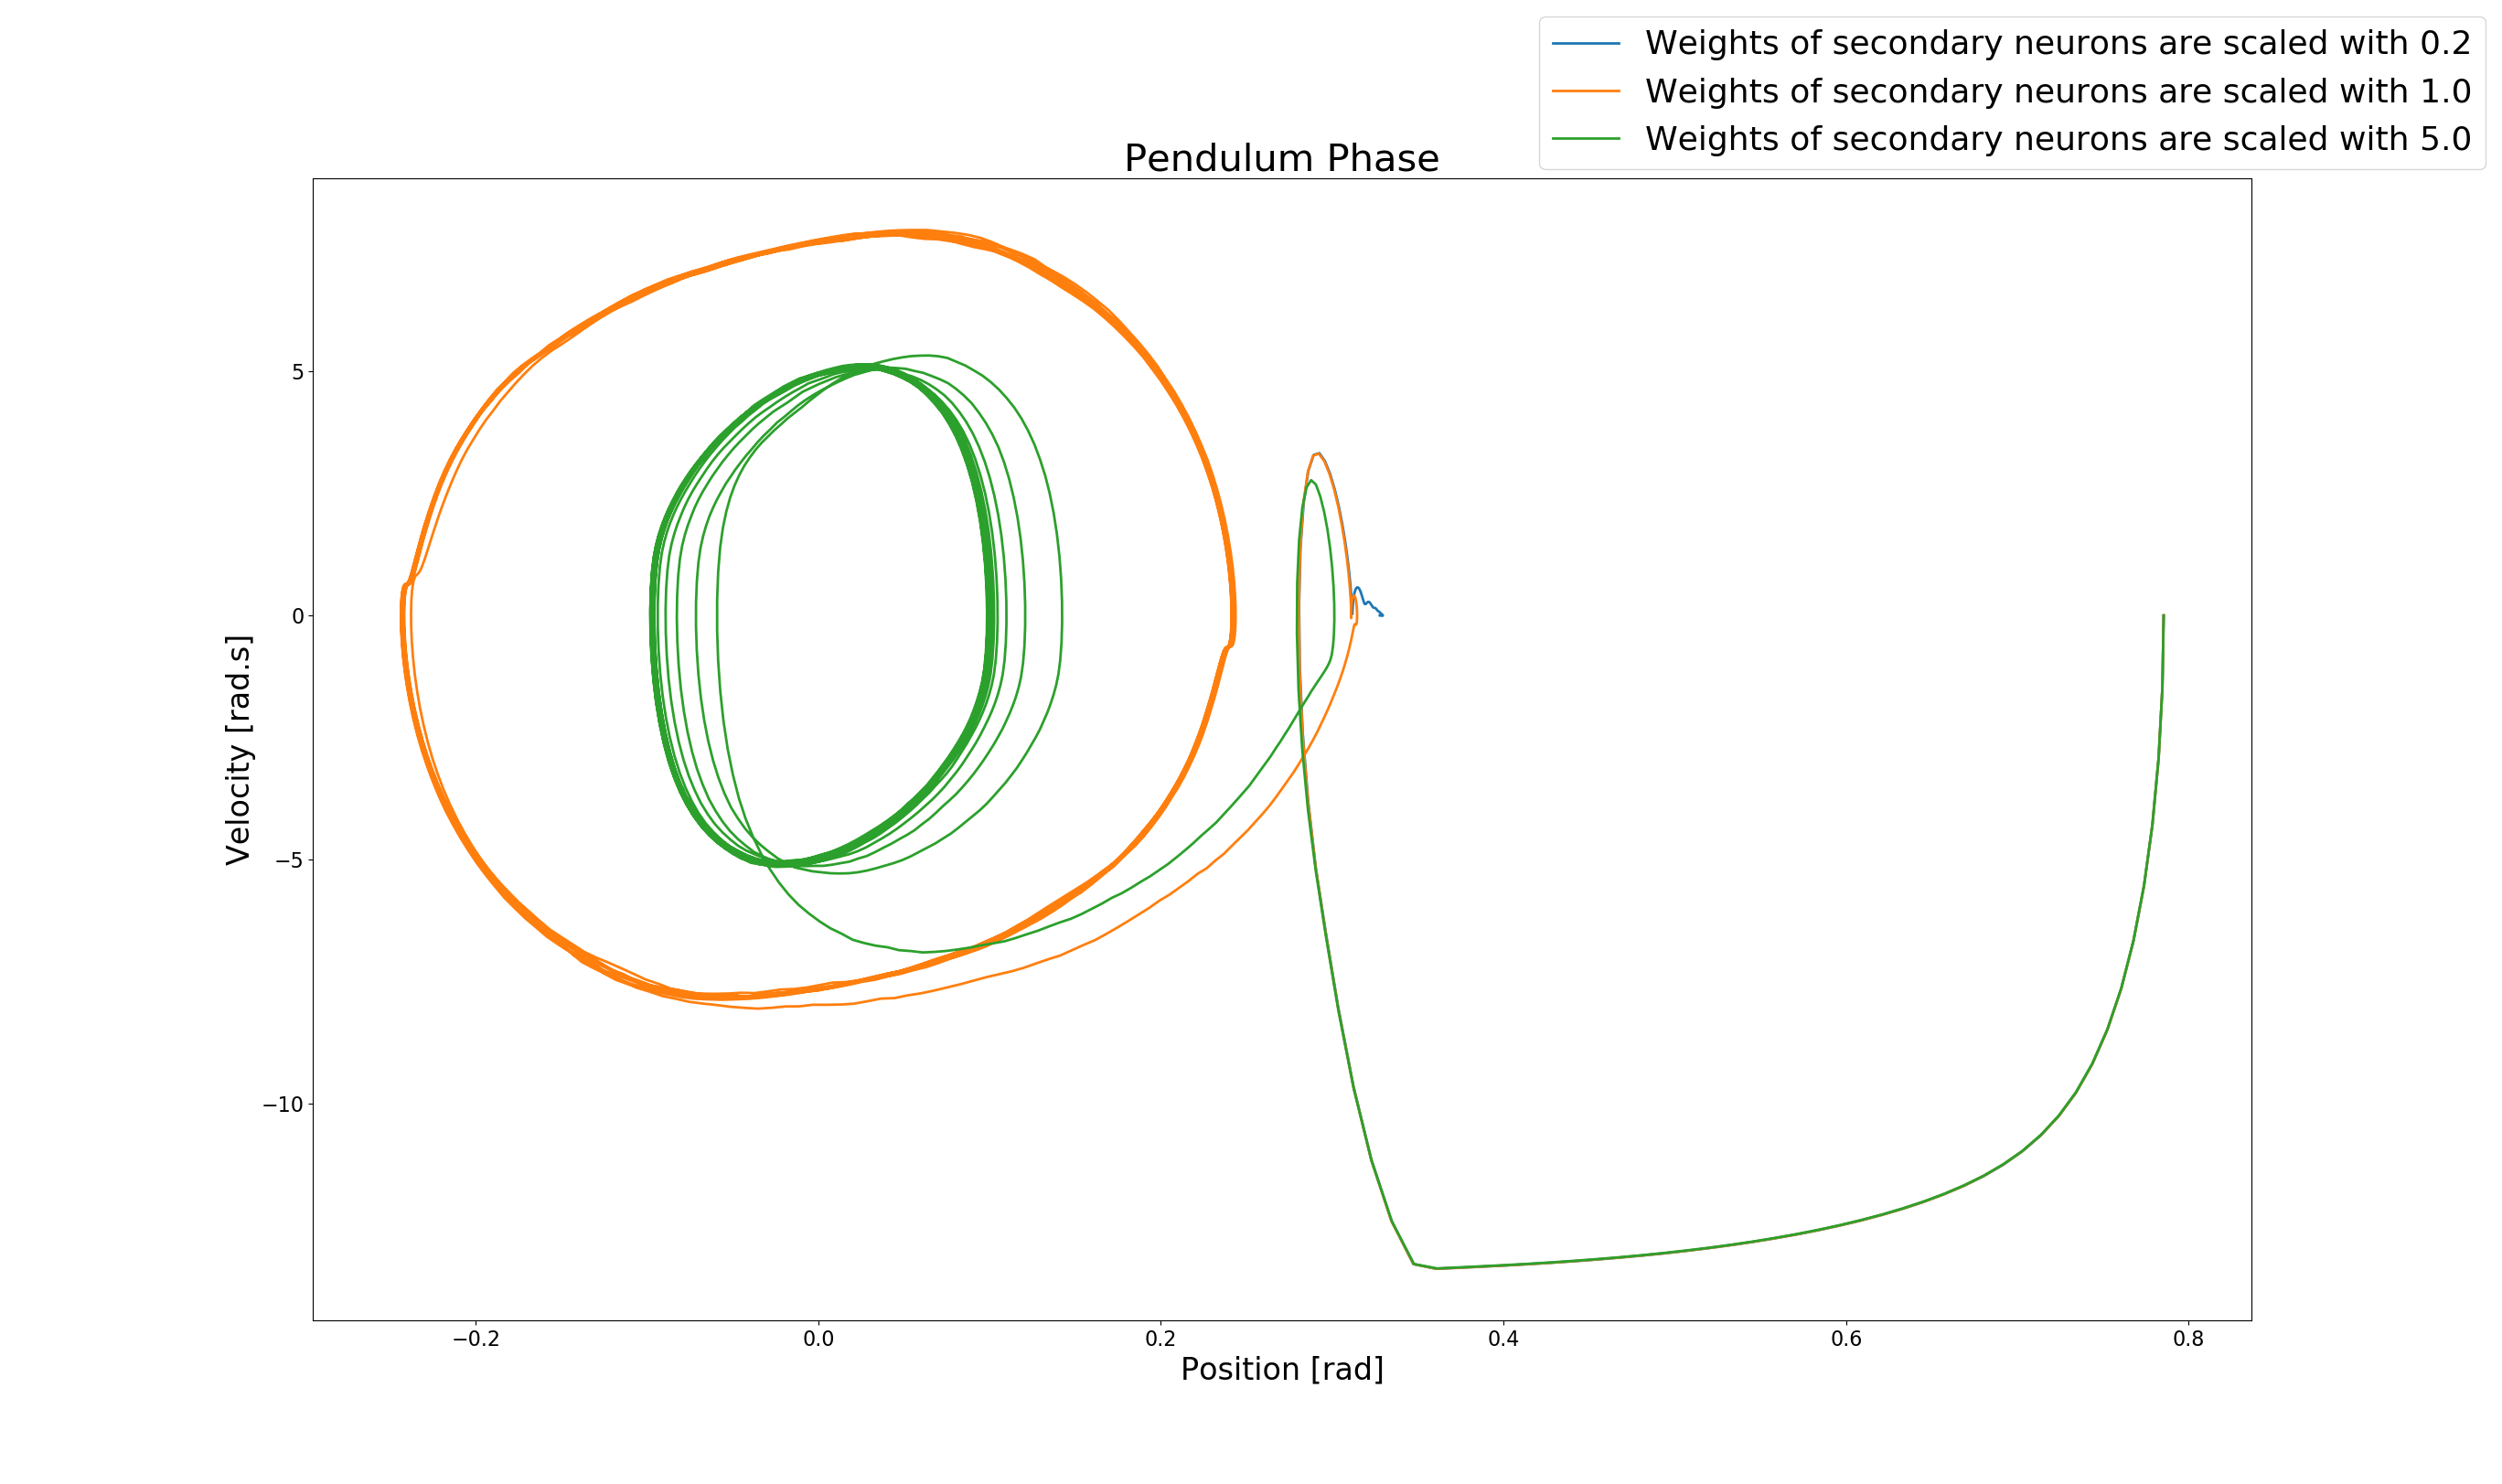 Weights of secondary neurons are scaled with 0.2
Weights of secondary neurons are scaled with 1.0
Weights of secondary neurons are scaled with 5.0
Pendulum Phase
Velocity [rad.s]
5
0
−5
−10
−0.2 0.0 0.2 0.4 0.6 0.8
Position [rad]